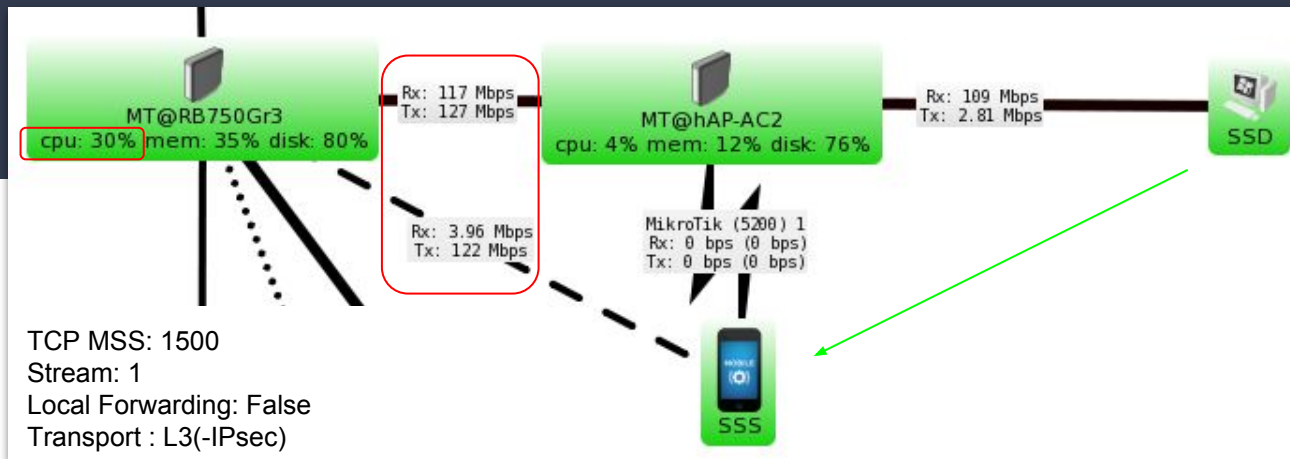 MT@RB750Gr3
cpu: 30% mem: 35% disk: 80%
Rx: 117 Mbps
Tx: 127 Mbps
MT@hAP-AC2
cpu: 4% mem: 12% disk: 76%
Rx: 109 Mbps
Tx: 2.81 Mbps
SSD
Rx: 3.96 Mbps
Tx: 122 Mbps
MikroTik (5200) 1
Rx: 0 bps (0 bps)
Tx: 0 bps (0 bps)
MOBILE
SSS
TCP MSS: 1500
Stream: 1
Local Forwarding: False
Transport : L3(-IPsec)